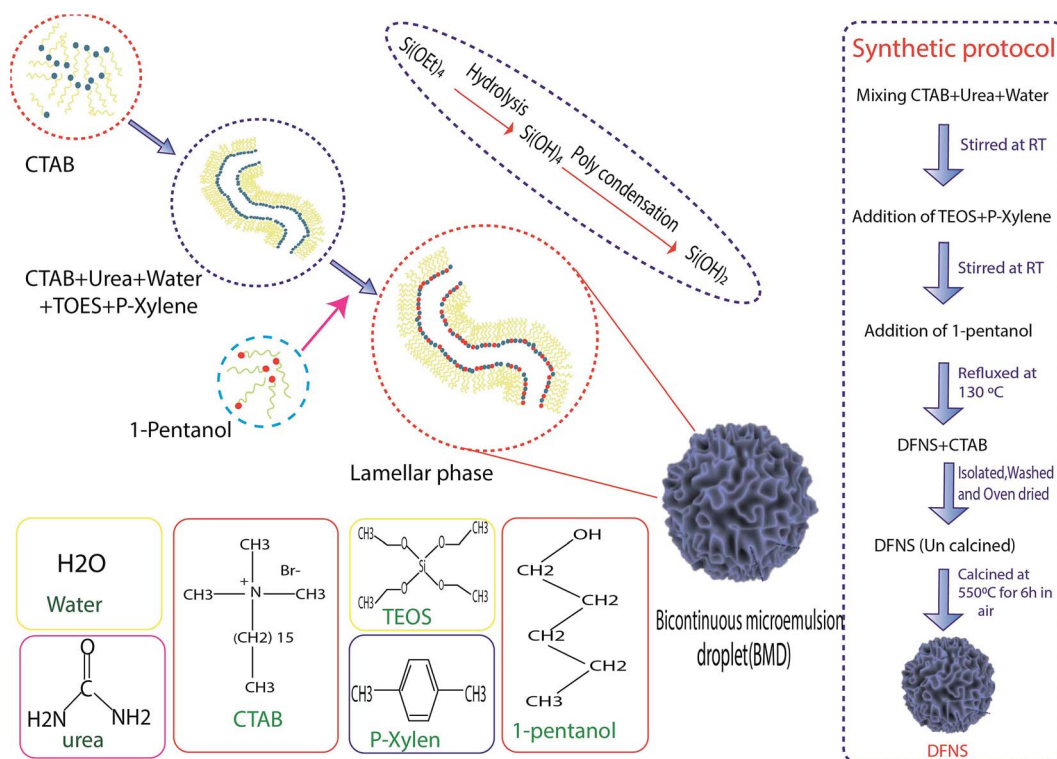 CTAB
CTAB+Urea+Water
+TOES+P-Xylene
1-Pentanol
Lamellar phase
Si(OEt)4
Hydrolysis
Si(OH)4
Poly condensation
Si(OH)2
Bicontinuous microemulsion
droplet(BMD)
H2O
Water
O
C
H2N
NH2
urea
CH3
Br-
+
CH3
N
CH3
(CH2) 15
CH3
CTAB
CH3
CH3
O
O
Si
O
O
CH3
CH3
TEOS
CH3
CH3
P-Xylen
OH
CH2
CH2
CH2
CH2
CH3
1-pentanol
Synthetic protocol
Mixing CTAB+Urea+Water
Stirred at RT
Addition of TEOS+P-Xylene
Stirred at RT
Addition of 1-pentanol
Refluxed at
130 ºC
DFNS+CTAB
Isolated,Washed
and Oven dried
DFNS (Un calcined)
Calcined at
550ºC for 6h in
air
DFNS